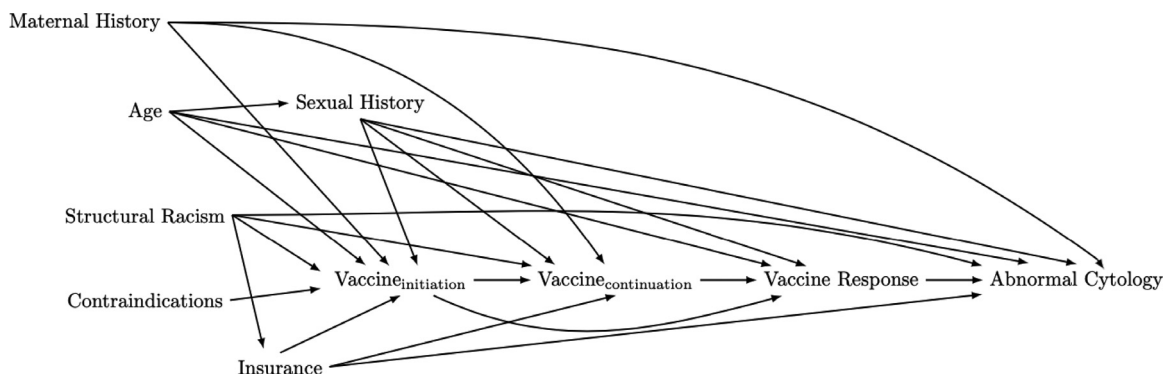 Maternal History
Age
Sexual History
Structural Racism
Contraindications
Vaccine_initiation
Vaccine_continuation
Vaccine Response
Abnormal Cytology
Insurance